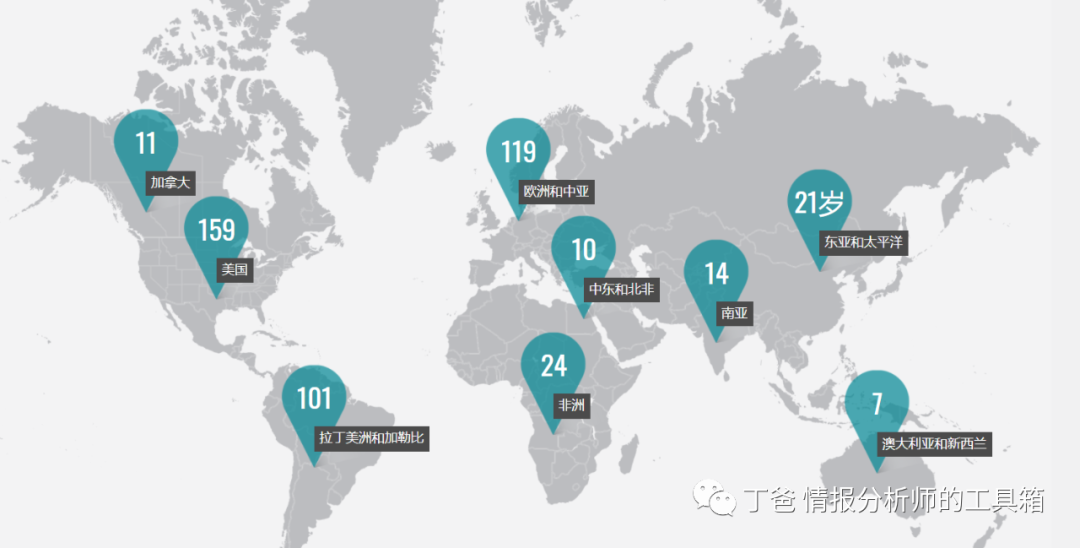 11
加拿大
119
欧洲和中亚
159
美国
21岁
东亚和太平洋
10
中东和北非
14
南亚
24
非洲
101
拉丁美洲和加勒比
7
澳大利亚和新西兰
丁爸 情报分析师的工具箱